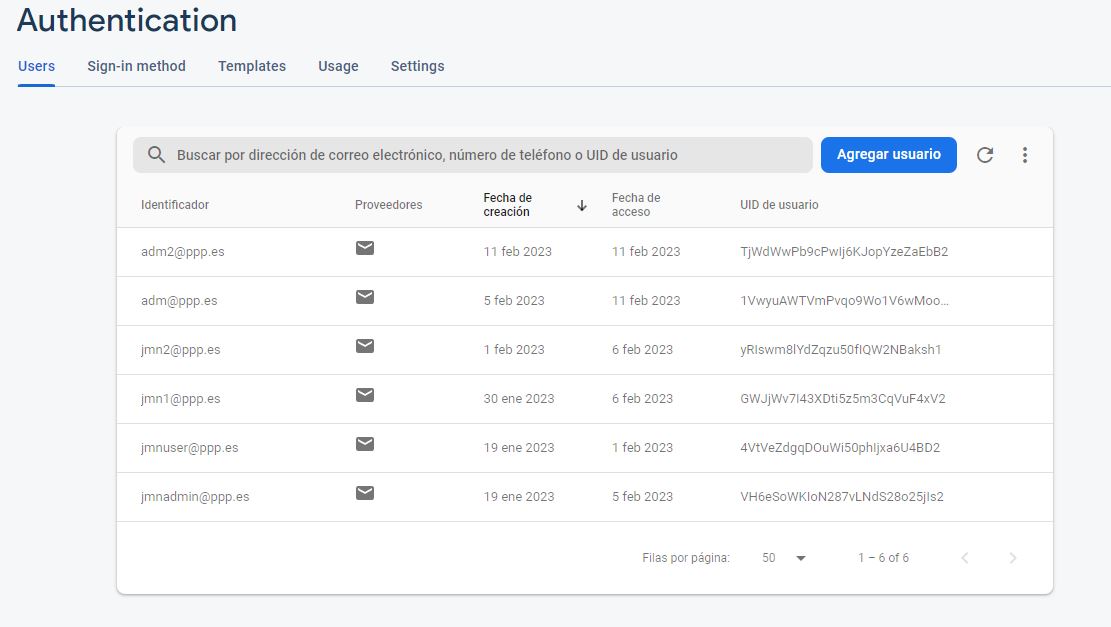 Authentication
Users Sign-in method Templates Usage Settings
Buscar por dirección de correo electrónico, número de teléfono o UID de usuario Agregar usuario
Identificador Proveedores Fecha de creación Fecha de acceso UID de usuario
adm2@ppp.es 11 feb 2023 11 feb 2023 TjWdWwPb9cPwIj6KJopYzeZaEbB2
adm@ppp.es 5 feb 2023 11 feb 2023 1VwyuAWTVmPvqo9Wo1V6wMoo...
jmn2@ppp.es 1 feb 2023 6 feb 2023 yRIswm8lYdZqzu50fIQW2NBaksh1
jmn1@ppp.es 30 ene 2023 6 feb 2023 GWJjWv7I43XDti5z5m3CqVuF4xV2
jmnuser@ppp.es 19 ene 2023 1 feb 2023 4VtVeZdgqDOuWi50phIjxa6U4BD2
jmnadmin@ppp.es 19 ene 2023 5 feb 2023 VH6eSoWKIoN287vLNdS28o25jIs2
Filas por página: 50 1 – 6 of 6